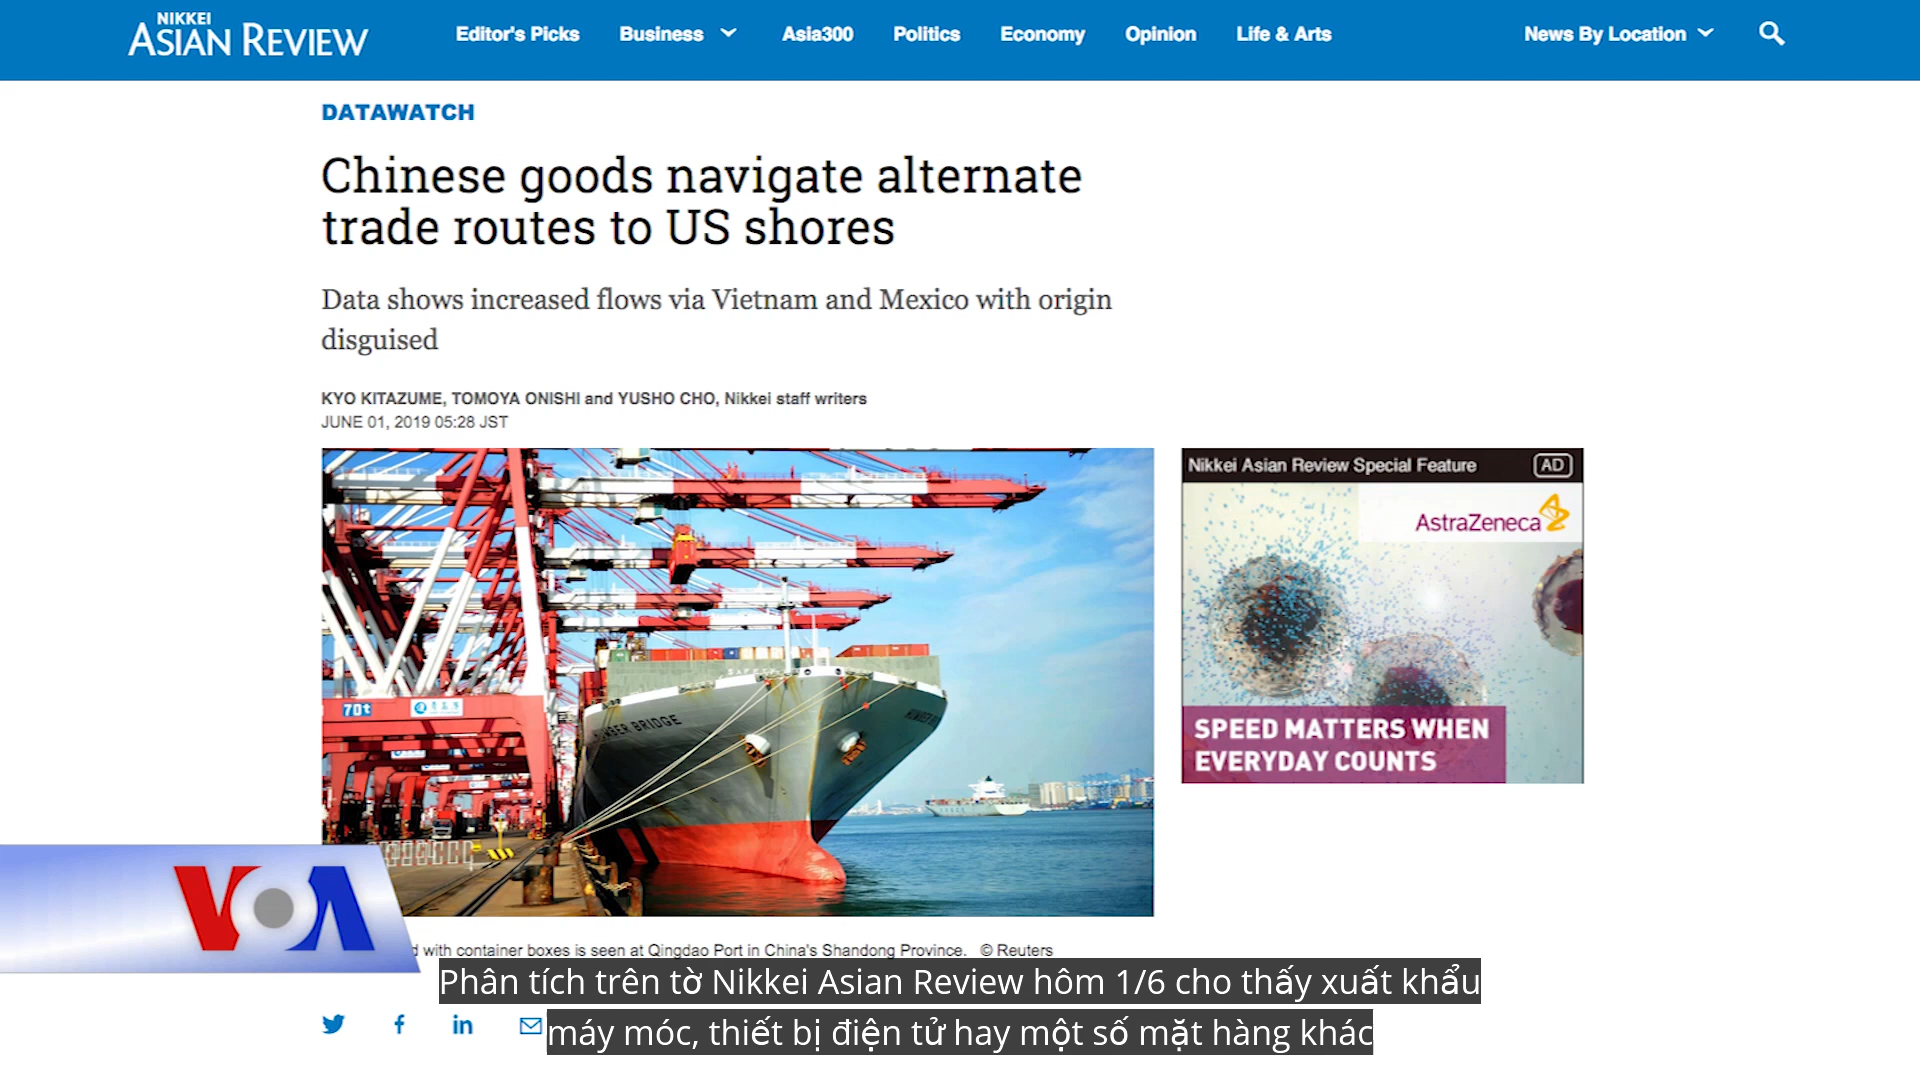 NIKKEI
ASIAN REVIEW
Editor's Picks
Business
Asia300
Politics
Economy
Opinion
Life & Arts
News By Location
DATAWATCH
Chinese goods navigate alternate
trade routes to US shores
Data shows increased flows via Vietnam and Mexico with origin
disguised
KYO KITAZUME, TOMOYA ONISHI and YUSHO CHO, Nikkei staff writers
JUNE 01, 2019 05:28 JST
Nikkei Asian Review Special Feature
AD
AstraZeneca
70t
BRIDGE
SPEED MATTERS WHEN
EVERYDAY COUNTS
VOA
with container boxes is seen at Qingdao Port in China's Shandong Province. © Reuters
Phân tích trên tờ Nikkei Asian Review hôm 1/6 cho thấy xuất khẩu
máy móc, thiết bị điện tử hay một số mặt hàng khác